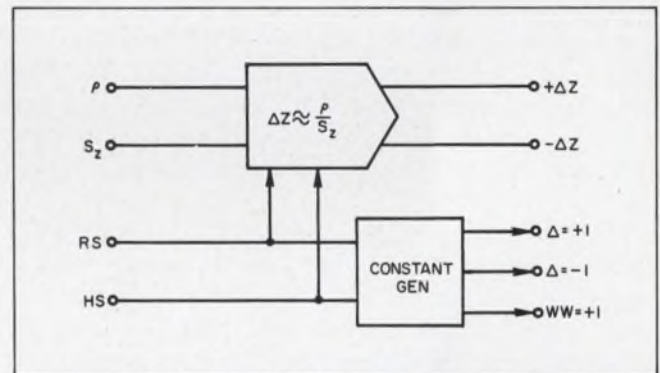 ρ
ΔZ ≈ ρ/S_z
+ΔZ
S_z
-ΔZ
RS
CONSTANT GEN
Δ=+1
Δ=-1
HS
WW=+1